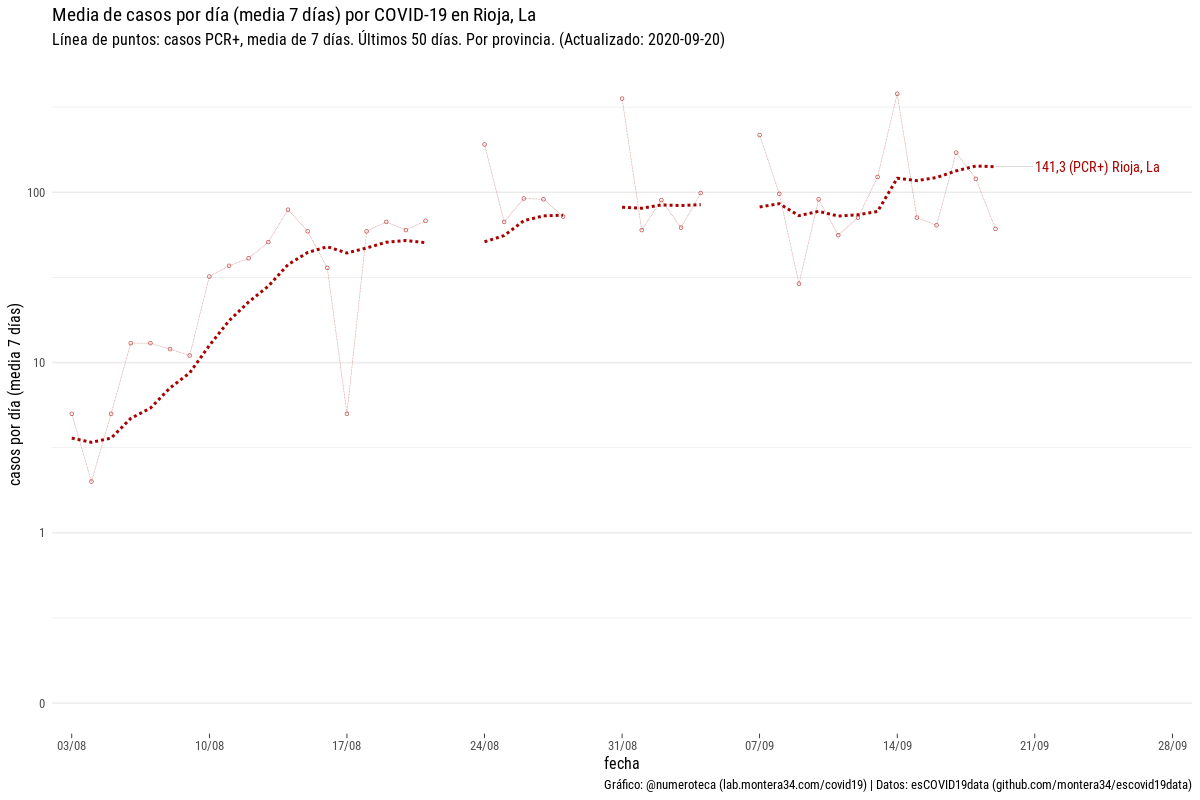 Media de casos por día (media 7 días) por COVID-19 en Rioja, La
Línea de puntos: casos PCR+, media de 7 días. Últimos 50 días. Por provincia. (Actualizado: 2020-09-20)
casos por día (media 7 días)
100
10
1
0
141,3 (PCR+) Rioja, La
03/08 10/08 17/08 24/08 31/08 07/09 14/09 21/09 28/09
fecha
Gráfico: @numeroteca (lab.montera34.com/covid19) | Datos: esCOVID19data (github.com/montera34/escovid19data)